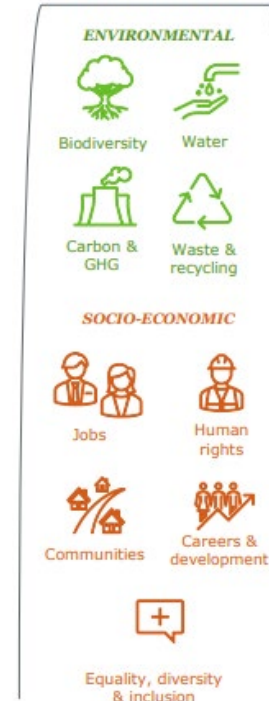 ENVIRONMENTAL
Biodiversity
Water
Carbon &
GHG
Waste &
recycling
SOCIO-ECONOMIC
Jobs
Human
rights
Communities
Careers &
development
Equality, diversity
& inclusion